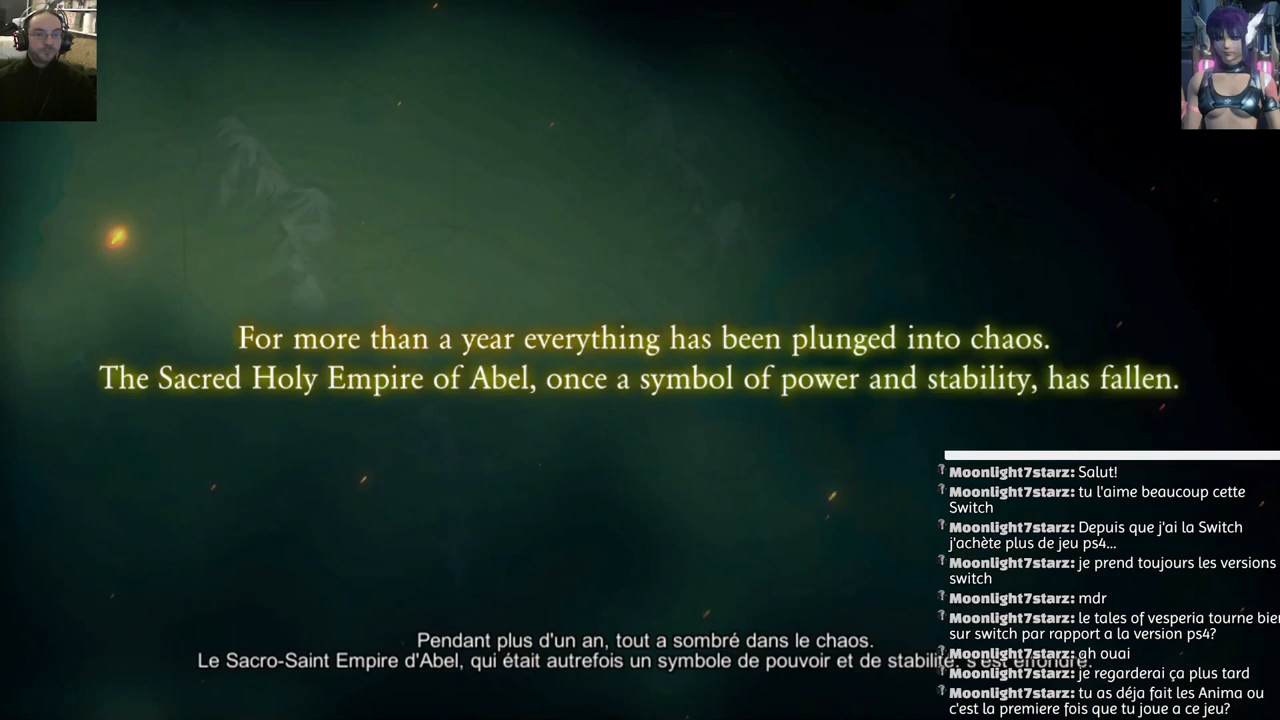 For more than a year everything has been plunged into chaos.
The Sacred Holy Empire of Abel, once a symbol of power and stability, has fallen.
Pendant plus d'un an, tout a sombré dans le chaos.
Le Sacro-Saint Empire d'Abel, qui était autrefois un symbole de pouvoir et de stabilité, s'est effondré.
Moonlight7starz: Salut!
Moonlight7starz: tu l'aime beaucoup cette
Switch
Moonlight7starz: Depuis que j'ai la Switch
j'achète plus de jeu ps4...
Moonlight7starz: je prend toujours les versions
switch
Moonlight7starz: mdr
Moonlight7starz: le tales of vesperia tourne bien
sur switch par rapport a la version ps4?
Moonlight7starz: ah ouai
Moonlight7starz: je regarderai ça plus tard
Moonlight7starz: tu as déja fait les Anima ou
c'est la premiere fois que tu joue a ce jeu?